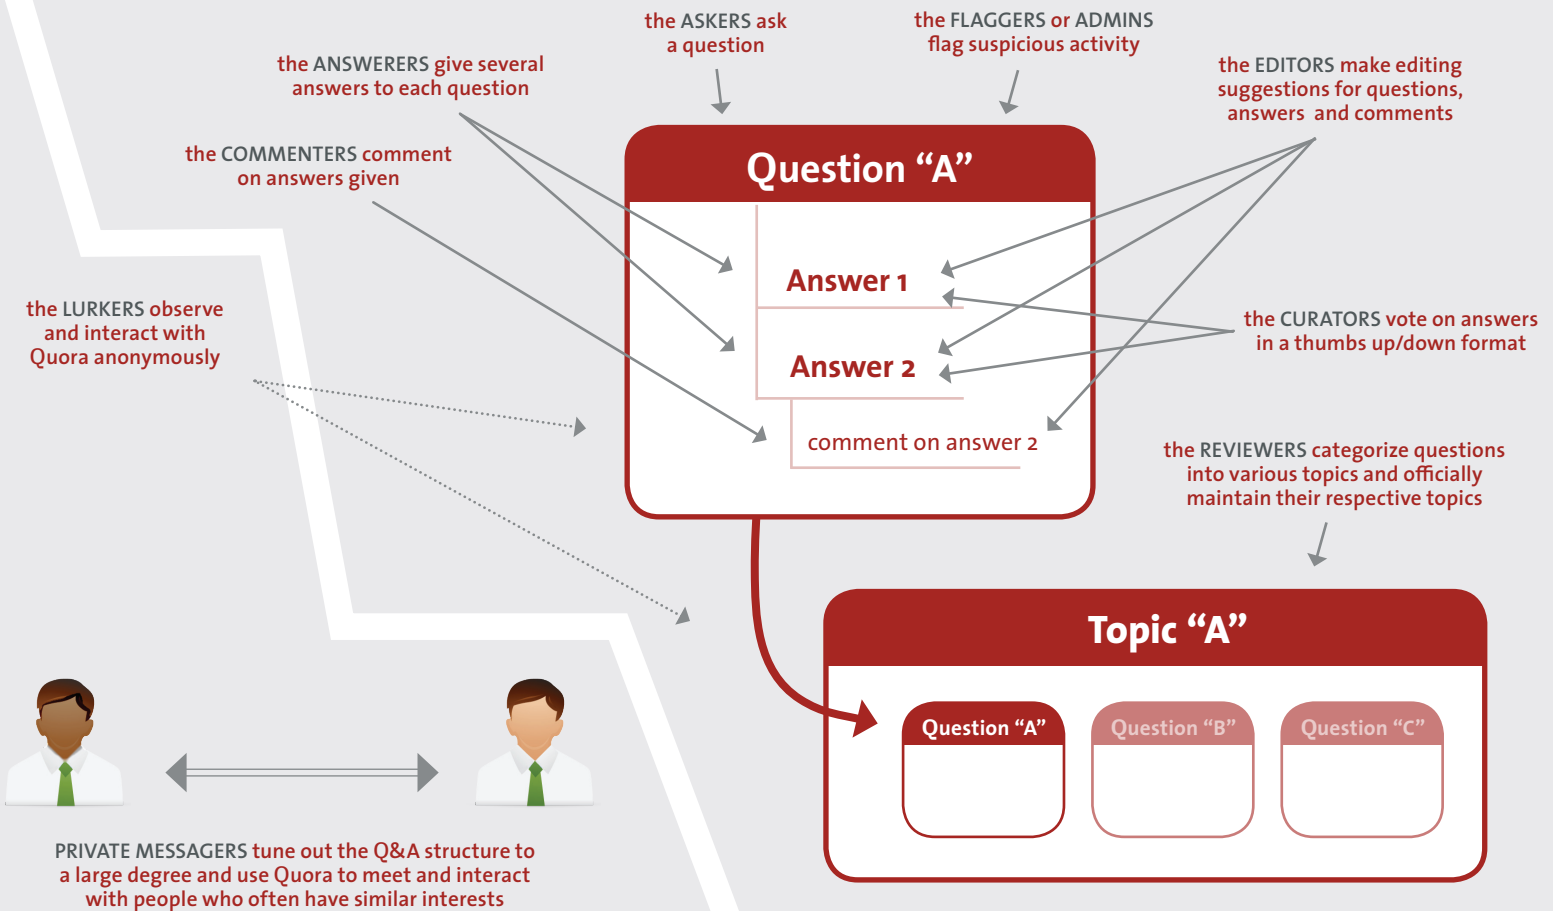 the ASKERS ask
a question
the FLAGGERS or ADMINS
flag suspicious activity
the ANSWERERS give several
answers to each question
the EDITORS make editing
suggestions for questions,
answers and comments
the COMMENTERS comment
on answers given
Question “A”
Answer 1
Answer 2
comment on answer 2
the LURKERS observe
and interact with
Quora anonymously
the CURATORS vote on answers
in a thumbs up/down format
the REVIEWERS categorize questions
into various topics and officially
maintain their respective topics
Topic “A”
Question “A”
Question “B”
Question “C”
PRIVATE MESSAGERS tune out the Q&A structure to
a large degree and use Quora to meet and interact
with people who often have similar interests